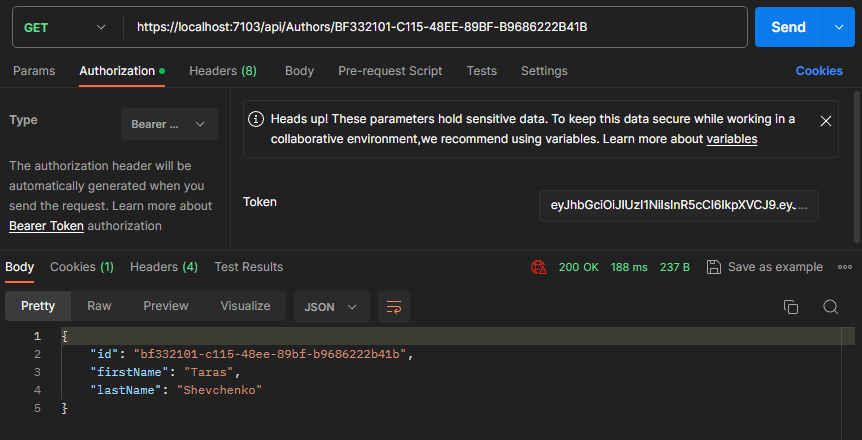 GET https://localhost:7103/api/Authors/BF332101-C115-48EE-89BF-B9686222B41B Send
Params Authorization Headers (8) Body Pre-request Script Tests Settings Cookies
Type Bearer ...
The authorization header will be
automatically generated when you
send the request. Learn more about
Bearer Token authorization
Heads up! These parameters hold sensitive data. To keep this data secure while working in a
collaborative environment,we recommend using variables. Learn more about variables
Token eyJhbGciOiJIUzI1NiIsInR5cCI6IkpXVCJ9.eyJ...
Body Cookies (1) Headers (4) Test Results 200 OK 188 ms 237 B Save as example
Pretty Raw Preview Visualize JSON
1 {
2 "id": "bf332101-c115-48ee-89bf-b9686222b41b",
3 "firstName": "Taras",
4 "lastName": "Shevchenko"
5 }